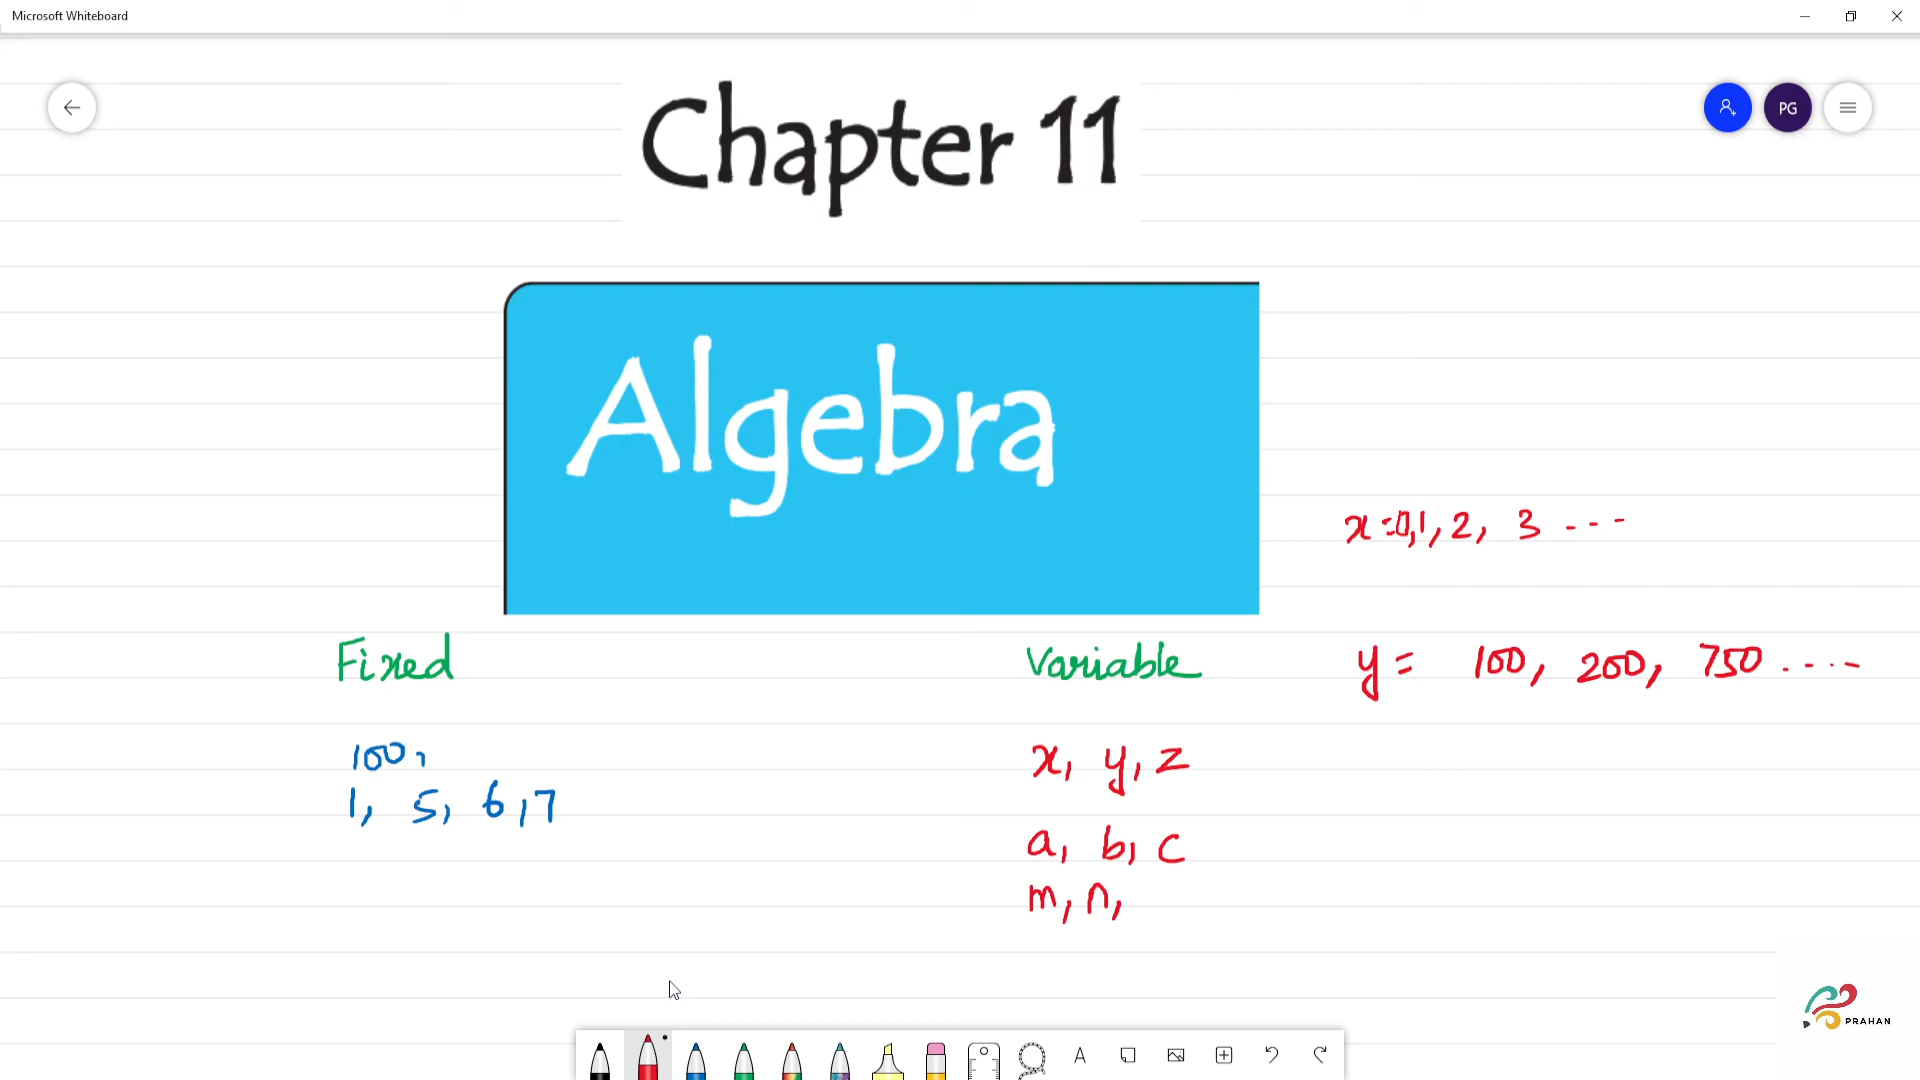 Microsoft Whiteboard
PG
Chapter 11
Algebra
x = 0, 1, 2, 3 ---
Fixed
Variable
y = 100, 200, 750 ....
100,
1, 5, 6, 7
x, y, z
a, b, c
m, n,
PRAHAN
A